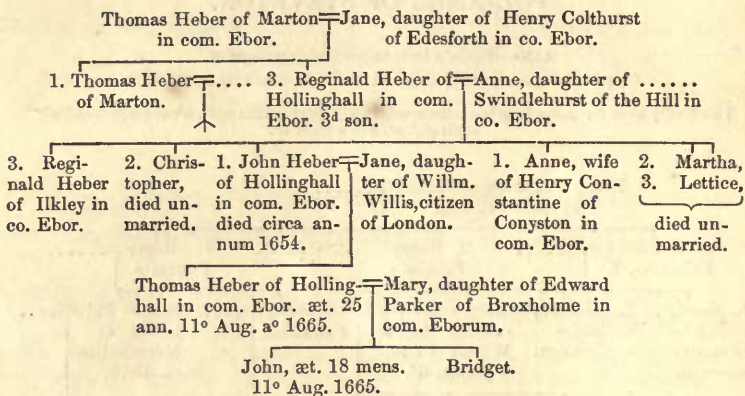 Thomas Heber of Marton
in com. Ebor.
Jane, daughter of Henry Colthurst
of Edesforth in co. Ebor.
1. Thomas Heber
of Marton.
....
3. Reginald Heber of
Hollinghall in com.
Ebor. 3d son.
Anne, daughter of ......
Swindlehurst of the Hill in
co. Ebor.
3. Regi-
nald Heber
of Ilkley in
co. Ebor.
2. Chris-
topher,
died un-
married.
1. John Heber
of Hollinghall
in com. Ebor.
died circa an-
num 1654.
Jane, daugh-
ter of Willm.
Willis, citizen
of London.
1. Anne, wife
of Henry Con-
stantine of
Conyston in
com. Ebor.
2. Martha,
3. Lettice,
died un-
married.
Thomas Heber of Holling-
hall in com. Ebor. æt. 25
ann. 11o Aug. ao 1665.
Mary, daughter of Edward
Parker of Broxholme in
com. Eborum.
John, æt. 18 mens.
11o Aug. 1665.
Bridget.